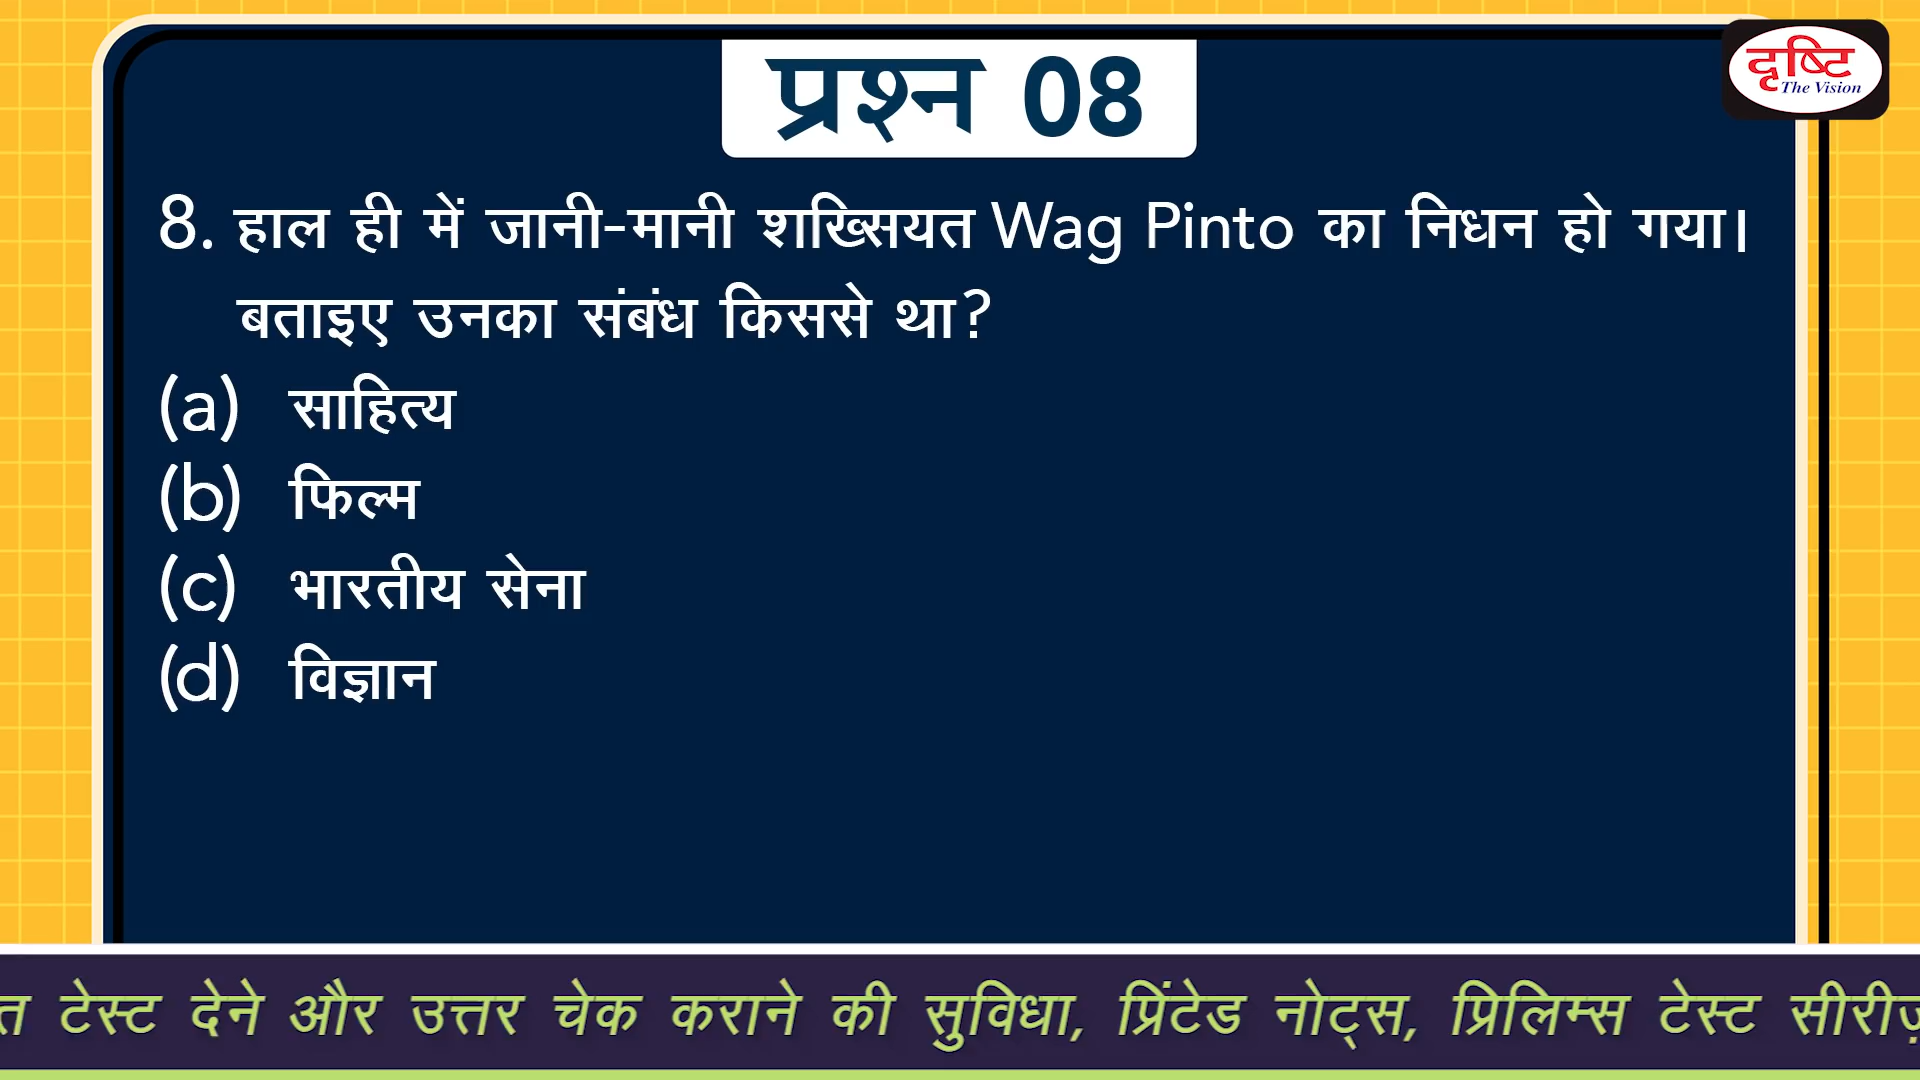 प्रश्न 08
दृष्टि
The Vision
8. हाल ही में जानी-मानी शख्सियत Wag Pinto का निधन हो गया।
बताइए उनका संबंध किससे था?
(a) साहित्य
(b) फिल्म
(c) भारतीय सेना
(d) विज्ञान
त टेस्ट देने और उत्तर चेक कराने की सुविधा, प्रिंटेड नोट्स, प्रिलिम्स टेस्ट सीरीज़